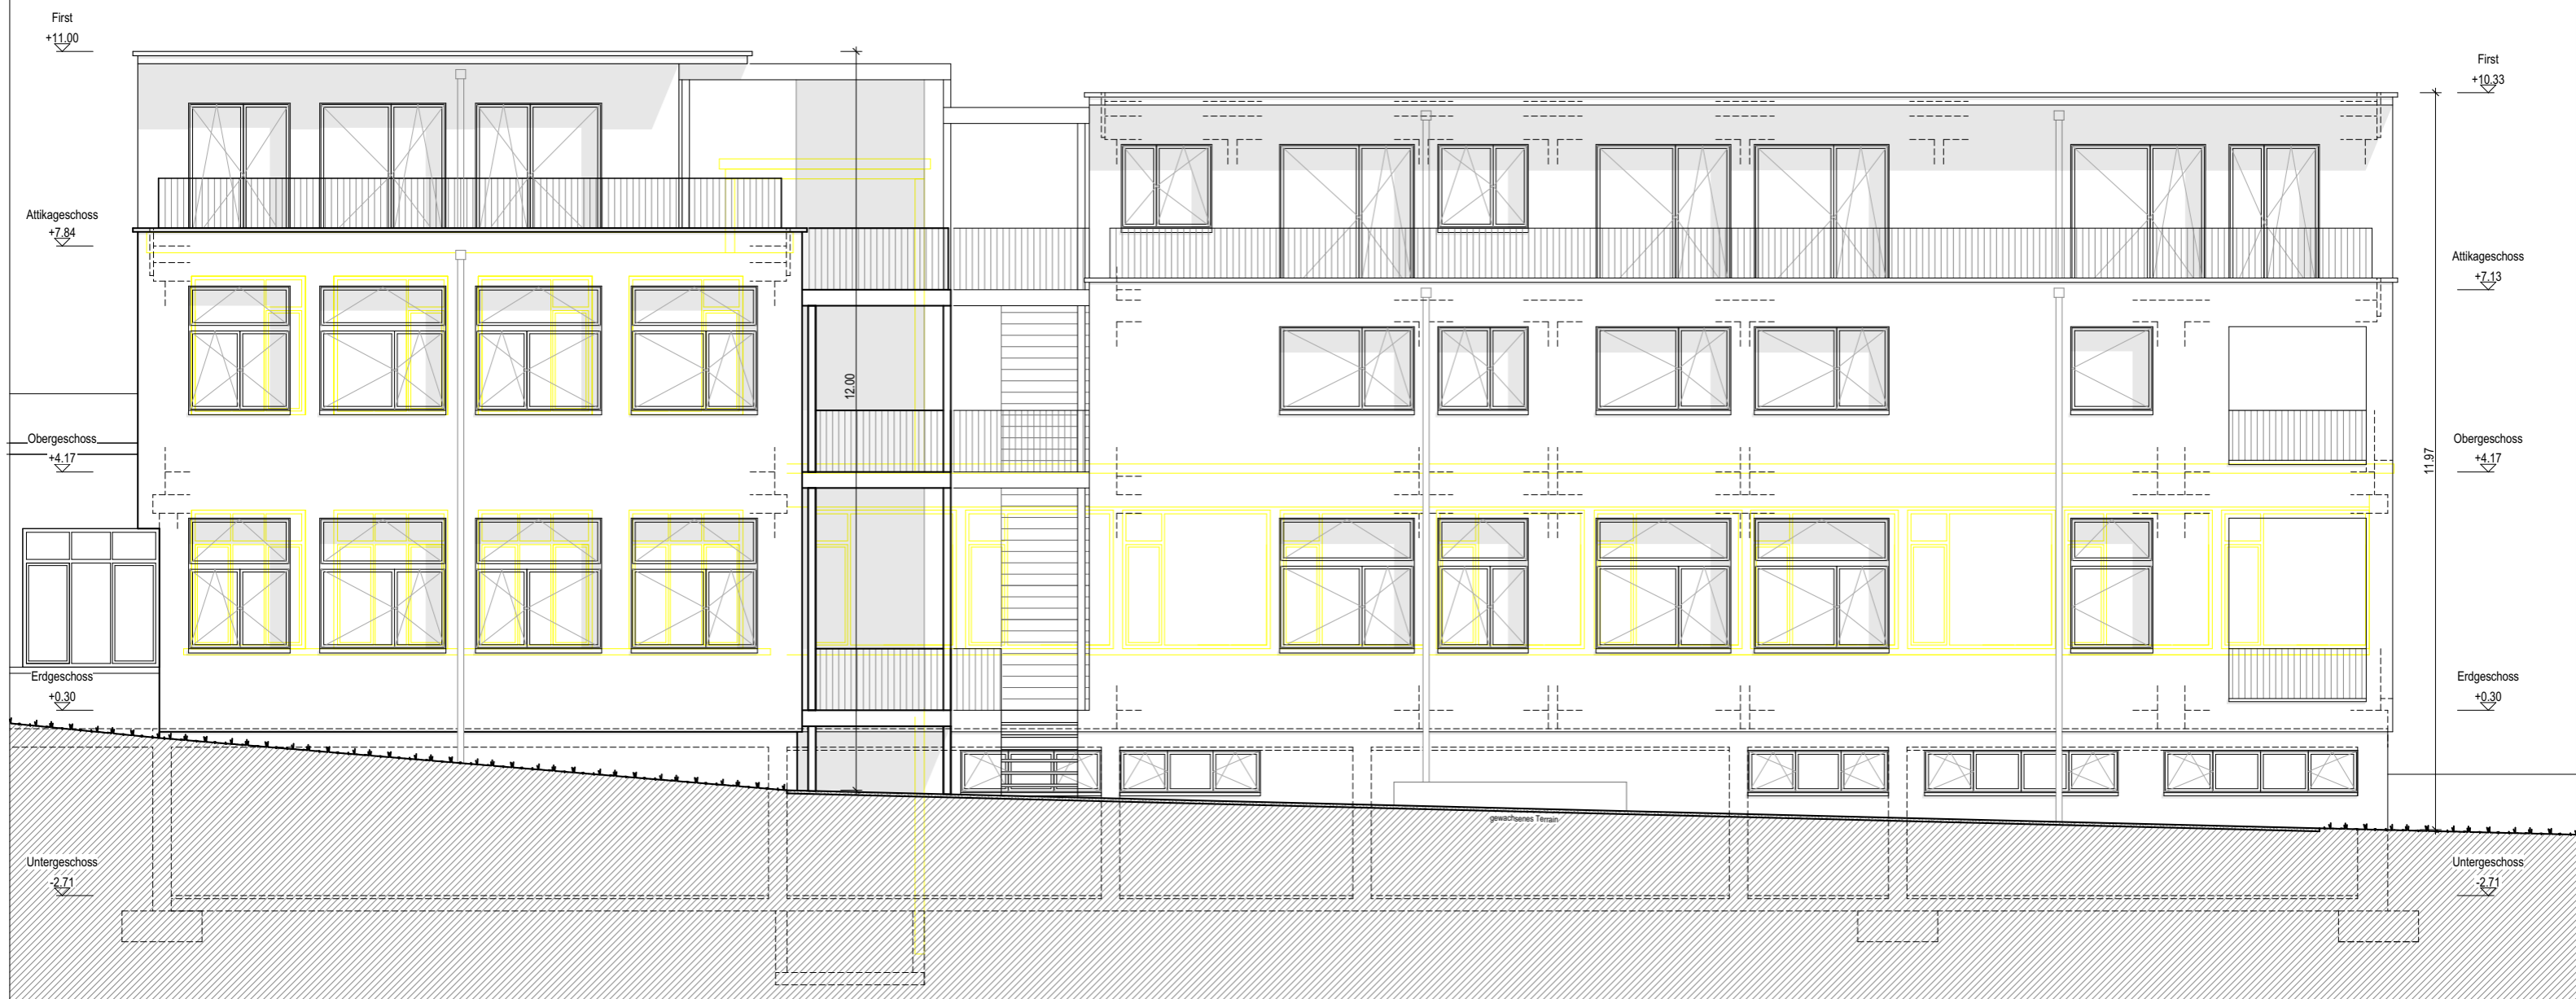 First
+11.00
Attikageschoss
+7.84
Obergeschoss
+4.17
Erdgeschoss
+0.30
Untergeschoss
-2.71
12.00
gewachsenes Terrain
11.97
First
+10.33
Attikageschoss
+7.13
Obergeschoss
+4.17
Erdgeschoss
+0.30
Untergeschoss
-2.71